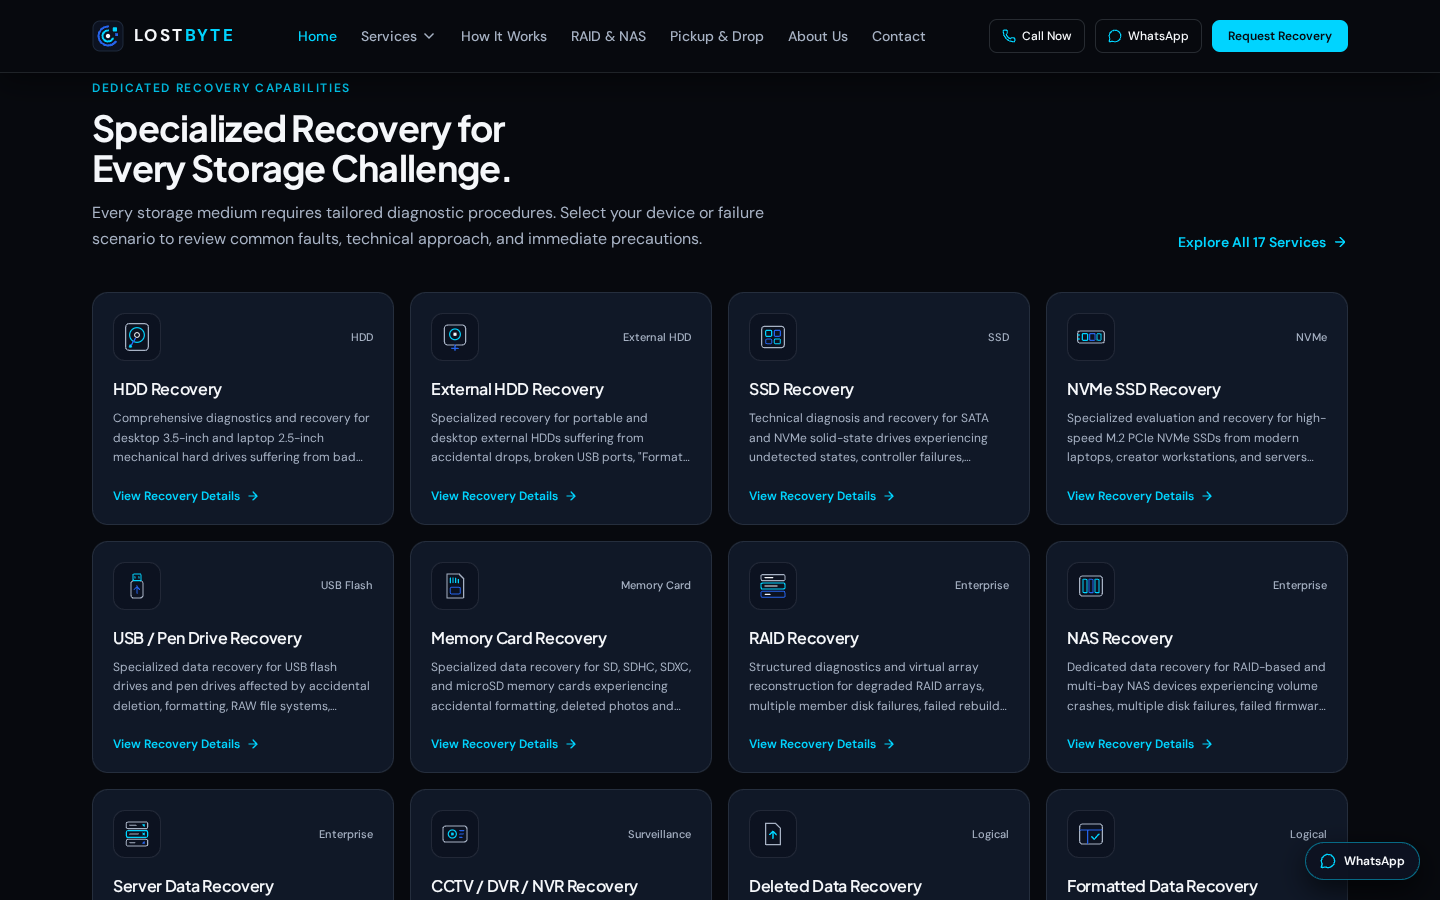 LOSTBYTE
Home
Services
How It Works
RAID & NAS
Pickup & Drop
About Us
Contact
Call Now
WhatsApp
Request Recovery
DEDICATED RECOVERY CAPABILITIES
Specialized Recovery for
Every Storage Challenge.
Every storage medium requires tailored diagnostic procedures. Select your device or failure
scenario to review common faults, technical approach, and immediate precautions.
Explore All 17 Services
HDD
HDD Recovery
Comprehensive diagnostics and recovery for
desktop 3.5-inch and laptop 2.5-inch
mechanical hard drives suffering from bad…
View Recovery Details
External HDD
External HDD Recovery
Specialized recovery for portable and
desktop external HDDs suffering from
accidental drops, broken USB ports, "Format…
View Recovery Details
SSD
SSD Recovery
Technical diagnosis and recovery for SATA
and NVMe solid-state drives experiencing
undetected states, controller failures,…
View Recovery Details
NVMe
NVMe SSD Recovery
Specialized evaluation and recovery for high-
speed M.2 PCIe NVMe SSDs from modern
laptops, creator workstations, and servers…
View Recovery Details
USB Flash
USB / Pen Drive Recovery
Specialized data recovery for USB flash
drives and pen drives affected by accidental
deletion, formatting, RAW file systems,…
View Recovery Details
Memory Card
Memory Card Recovery
Specialized data recovery for SD, SDHC, SDXC,
and microSD memory cards experiencing
accidental formatting, deleted photos and…
View Recovery Details
Enterprise
RAID Recovery
Structured diagnostics and virtual array
reconstruction for degraded RAID arrays,
multiple member disk failures, failed rebuild…
View Recovery Details
Enterprise
NAS Recovery
Dedicated data recovery for RAID-based and
multi-bay NAS devices experiencing volume
crashes, multiple disk failures, failed firmwar…
View Recovery Details
Enterprise
Server Data Recovery
Surveillance
CCTV / DVR / NVR Recovery
Logical
Deleted Data Recovery
Logical
Formatted Data Recovery
WhatsApp